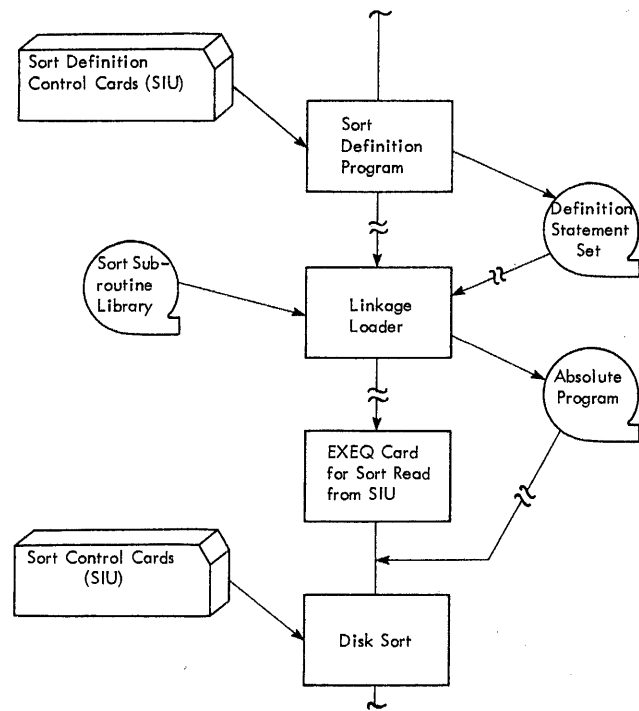 Sort Definition
Control Cards (SIU)
Sort
Definition
Program
Definition
Statement
Set
Sort Sub-
routine
Library
Linkage
Loader
Absolute
Program
EXEQ Card
for Sort Read
from SIU
Sort Control Cards
(SIU)
Disk Sort